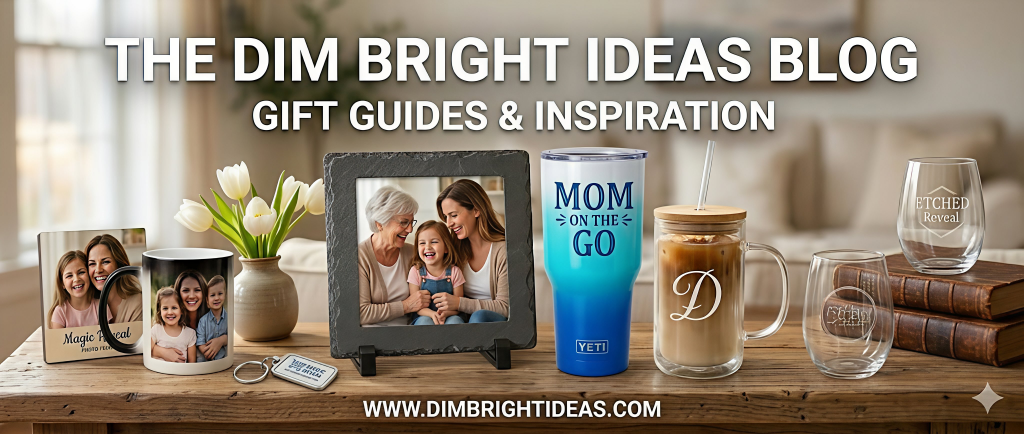 THE DIM BRIGHT IDEAS BLOG
GIFT GUIDES & INSPIRATION
MOM
ON THE
GO
ETCHED
Reveal
D
Magic
PHOTO
YETI
WWW.DIMBRIGHTIDEAS.COM